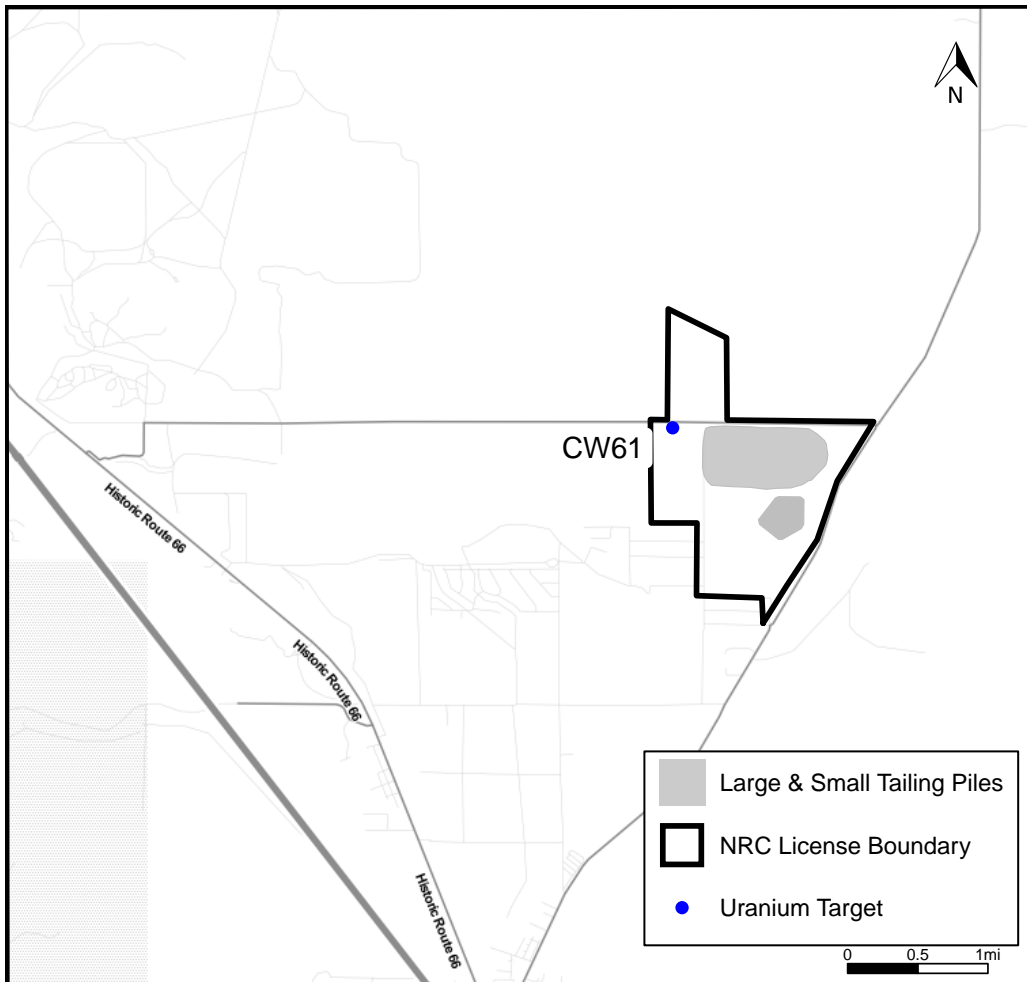 N
CW61
Historic Route 66
Historic Route 66
Historic Route 66
Large & Small Tailing Piles
NRC License Boundary
Uranium Target
0 0.5 1mi